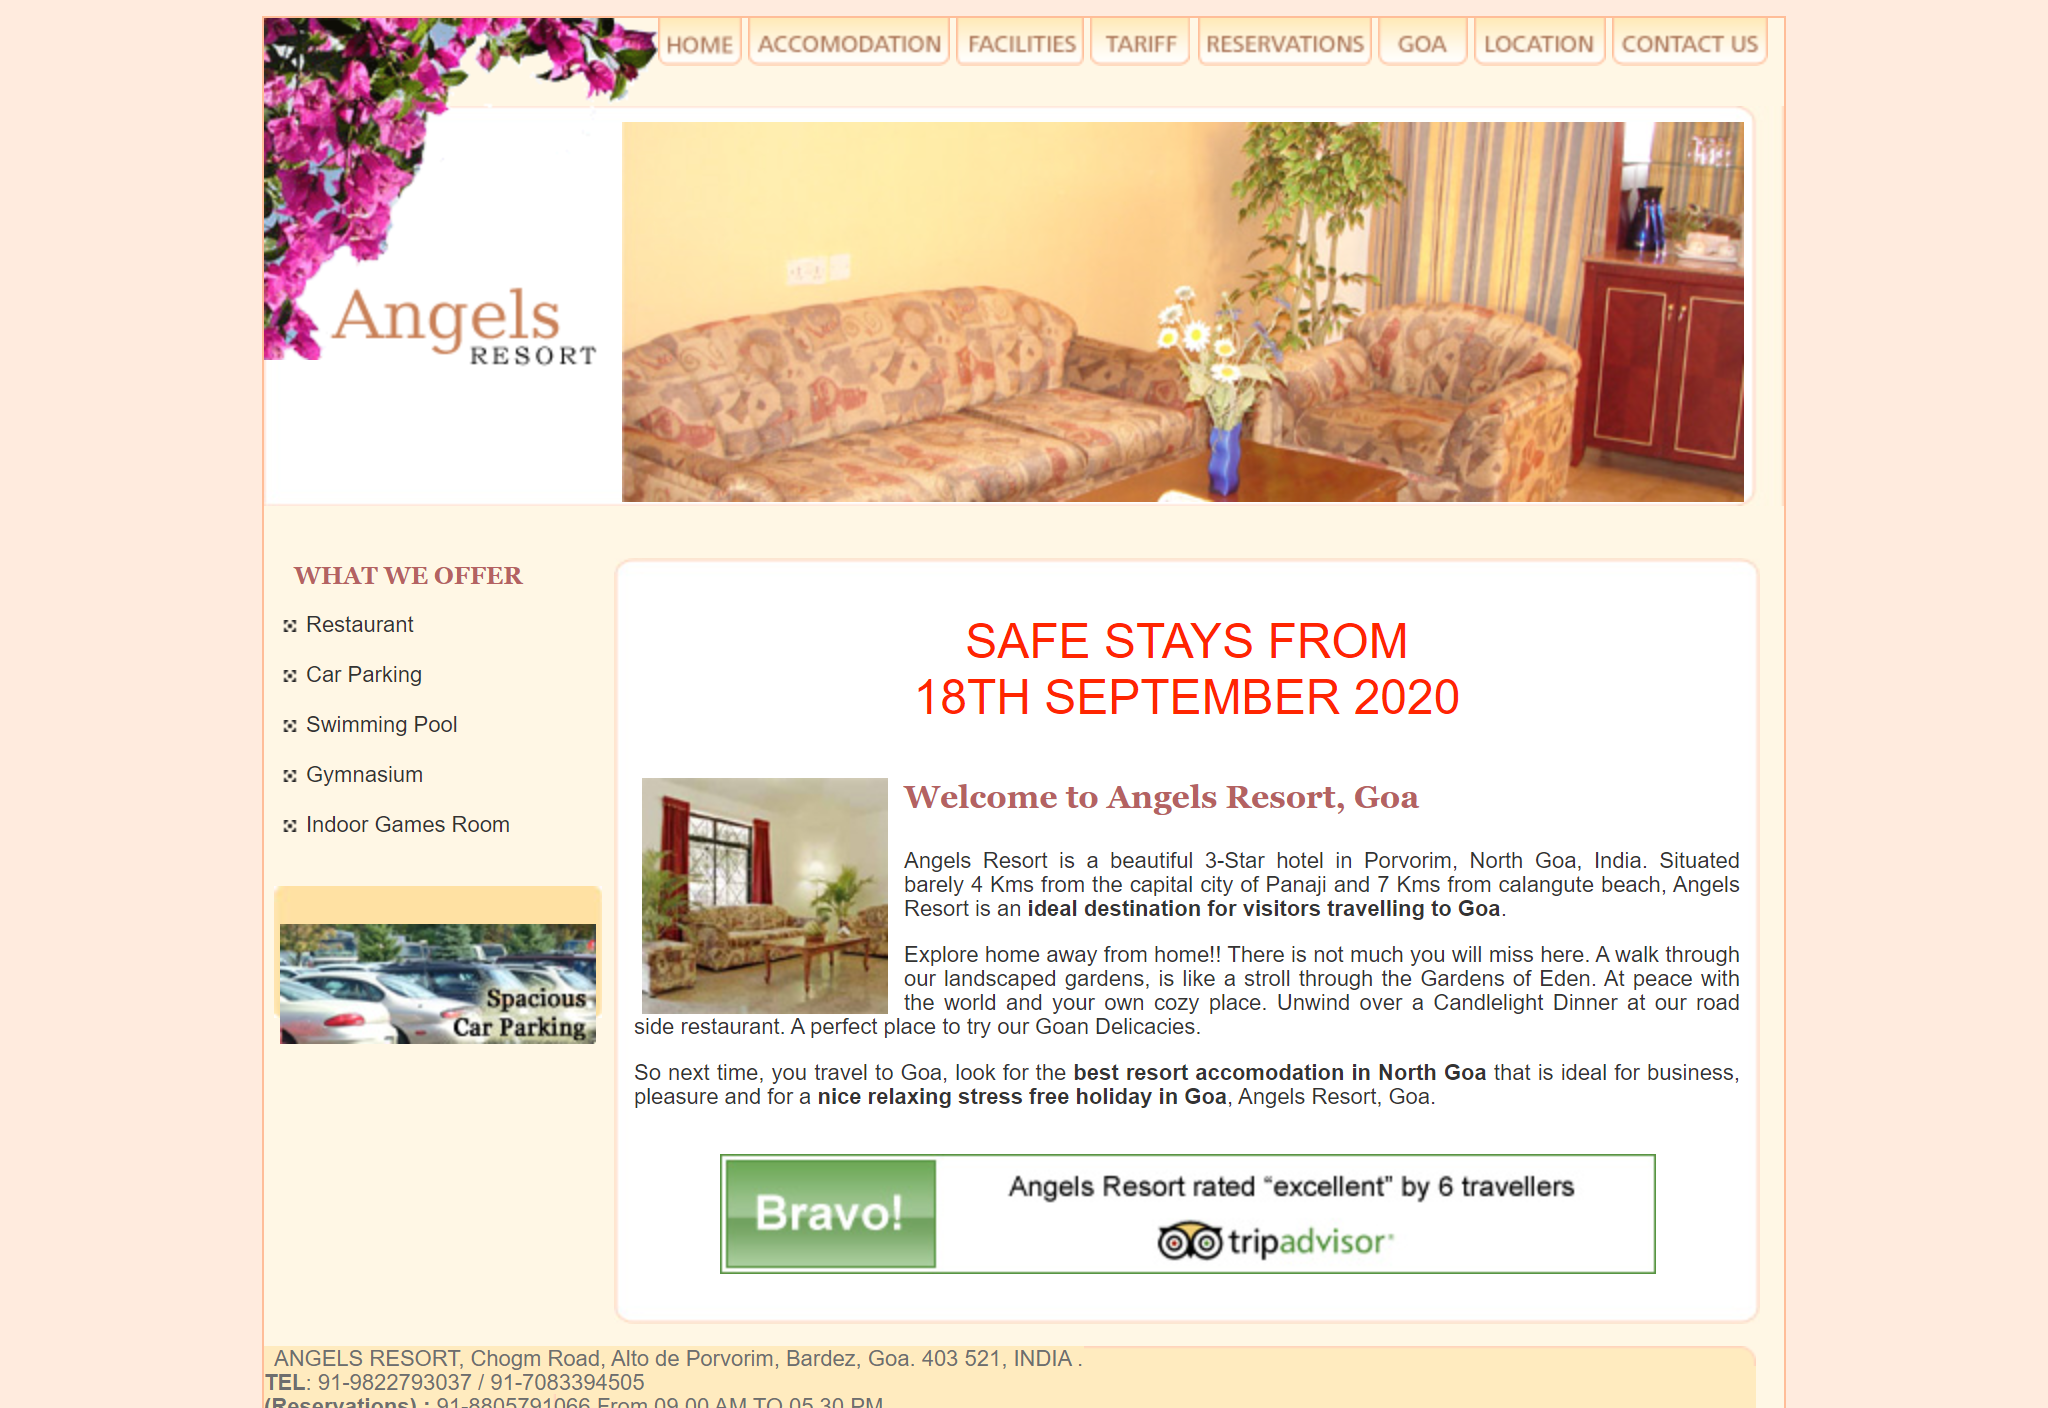 HOME
ACCOMODATION
FACILITIES
TARIFF
RESERVATIONS
GOA
LOCATION
CONTACT US
Angels
RESORT
WHAT WE OFFER
Restaurant
Car Parking
Swimming Pool
Gymnasium
Indoor Games Room
Spacious
Car Parking
SAFE STAYS FROM
18TH SEPTEMBER 2020
Welcome to Angels Resort, Goa
Angels Resort is a beautiful 3-Star hotel in Porvorim, North Goa, India. Situated
barely 4 Kms from the capital city of Panaji and 7 Kms from calangute beach, Angels
Resort is an ideal destination for visitors travelling to Goa.
Explore home away from home!! There is not much you will miss here. A walk through
our landscaped gardens, is like a stroll through the Gardens of Eden. At peace with
the world and your own cozy place. Unwind over a Candlelight Dinner at our road
side restaurant. A perfect place to try our Goan Delicacies.
So next time, you travel to Goa, look for the best resort accomodation in North Goa that is ideal for business,
pleasure and for a nice relaxing stress free holiday in Goa, Angels Resort, Goa.
Bravo!
Angels Resort rated “excellent” by 6 travellers
tripadvisor®
ANGELS RESORT, Chogm Road, Alto de Porvorim, Bardez, Goa. 403 521, INDIA .
TEL: 91-9822793037 / 91-7083394505
(Reservations) : 91-8805791066 From 09.00 AM TO 05.30 PM